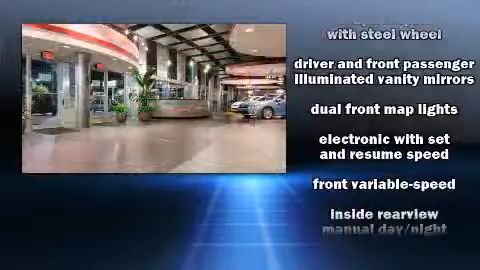 with steel wheel
driver and front passenger
illuminated vanity mirrors
dual front map lights
electronic with set
and resume speed
front variable-speed
inside rearview
manual day/night